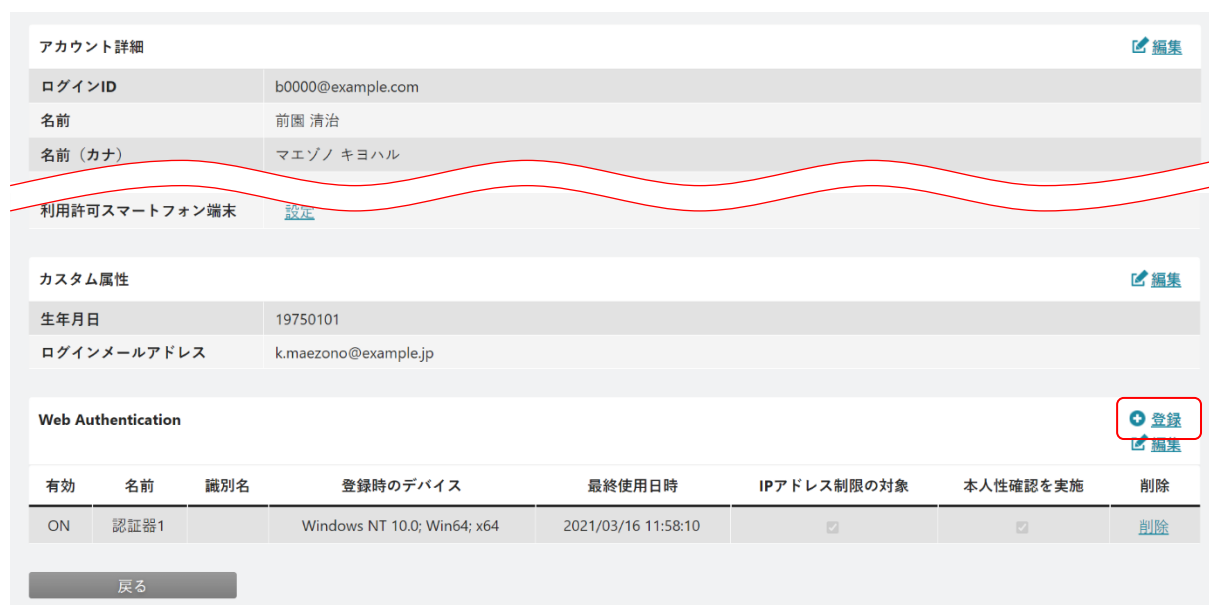 アカウント詳細 編集
ログインID b0000@example.com
名前 前園 清治
名前（カナ） マエゾノ キヨハル
利用許可スマートフォン端末 設定
カスタム属性 編集
生年月日 19750101
ログインメールアドレス k.maezono@example.jp
Web Authentication 登録
編集
有効 名前 識別名 登録時のデバイス 最終使用日時 IPアドレス制限の対象 本人性確認を実施 削除
ON 認証器1 Windows NT 10.0; Win64; x64 2021/03/16 11:58:10 削除
戻る